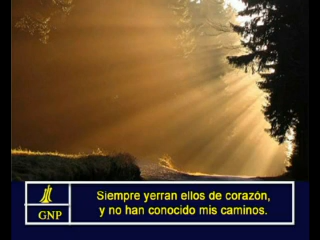 Siempre yerran ellos de corazón,
y no han conocido mis caminos.
GNP